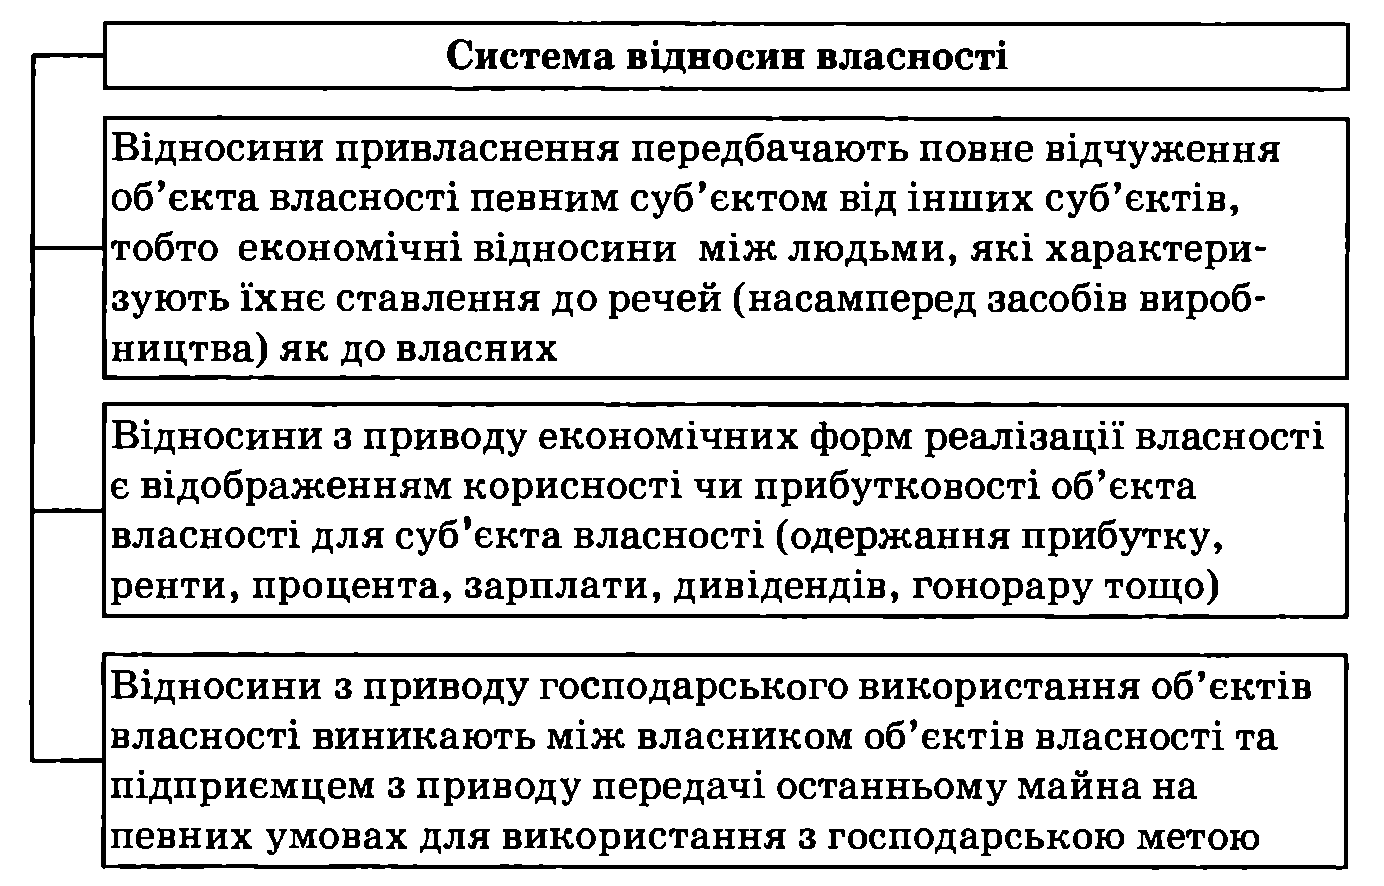 Система відносин власності
Відносини привласнення передбачають повне відчуження
об’єкта власності певним суб’єктом від інших суб’єктів,
тобто економічні відносини між людьми, які характери-
зують їхнє ставлення до речей (насамперед засобів вироб-
ництва) як до власних
Відносини з приводу економічних форм реалізації власності
є відображенням корисності чи прибутковості об’єкта
власності для суб’єкта власності (одержання прибутку,
ренти, процента, зарплати, дивідендів, гонорару тощо)
Відносини з приводу господарського використання об’єктів
власності виникають між власником об’єктів власності та
підприємцем з приводу передачі останньому майна на
певних умовах для використання з господарською метою